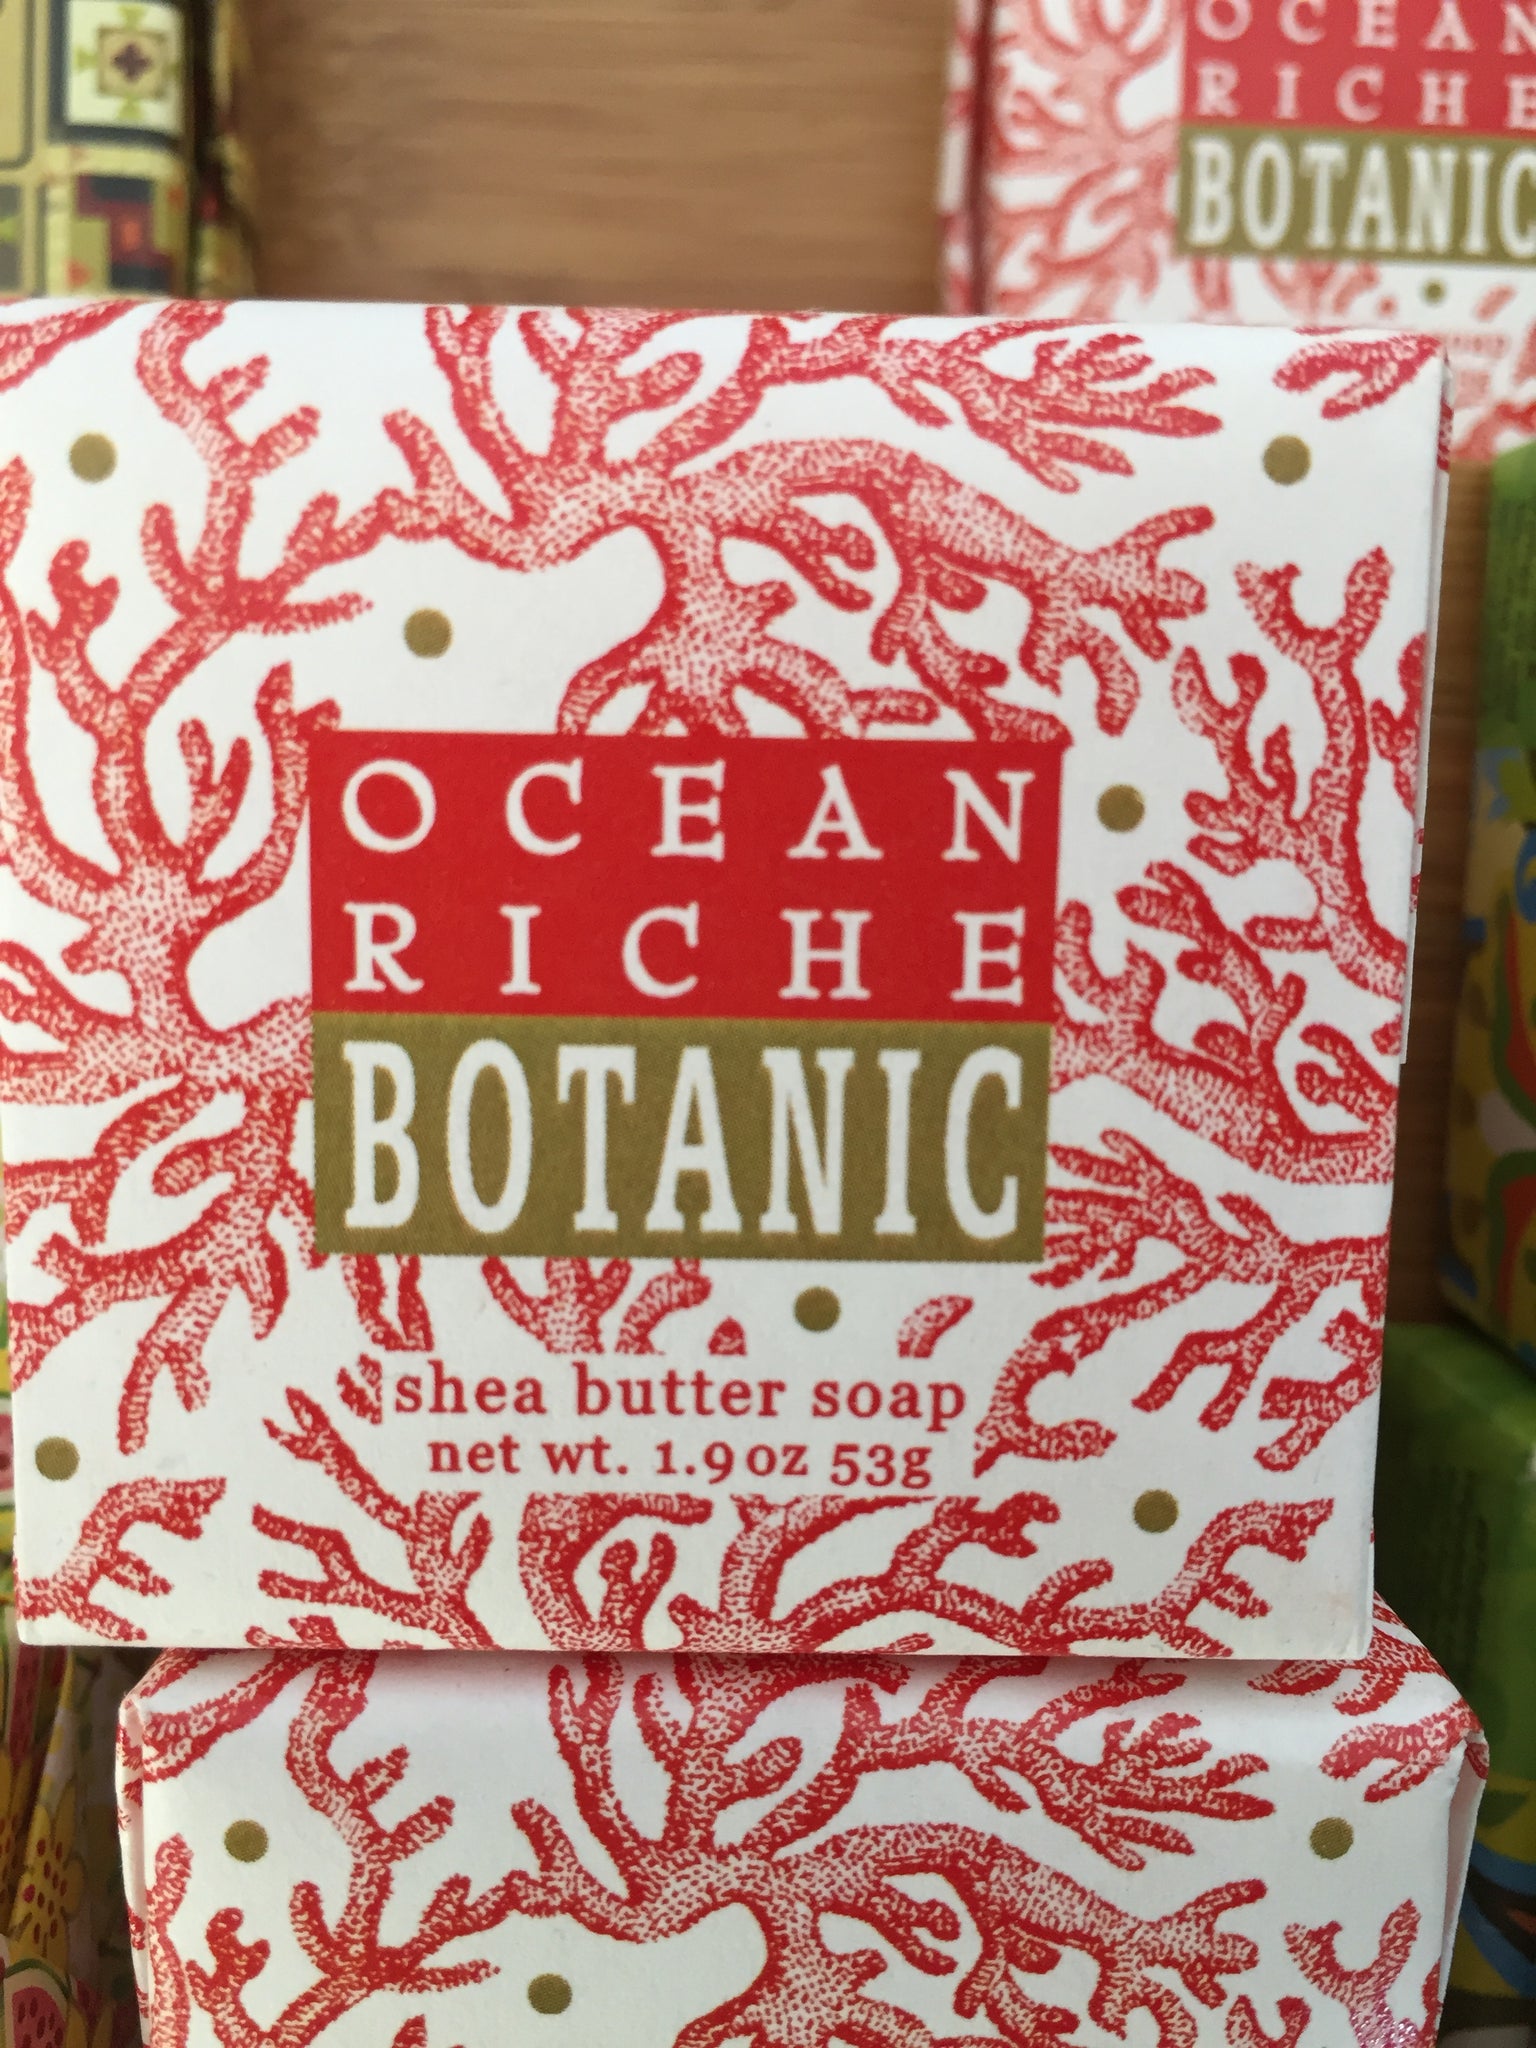 OCEAN
RICHE
BOTANIC
OCEAN
RICHE
BOTANIC
shea butter soap
net wt. 1.9oz 53g